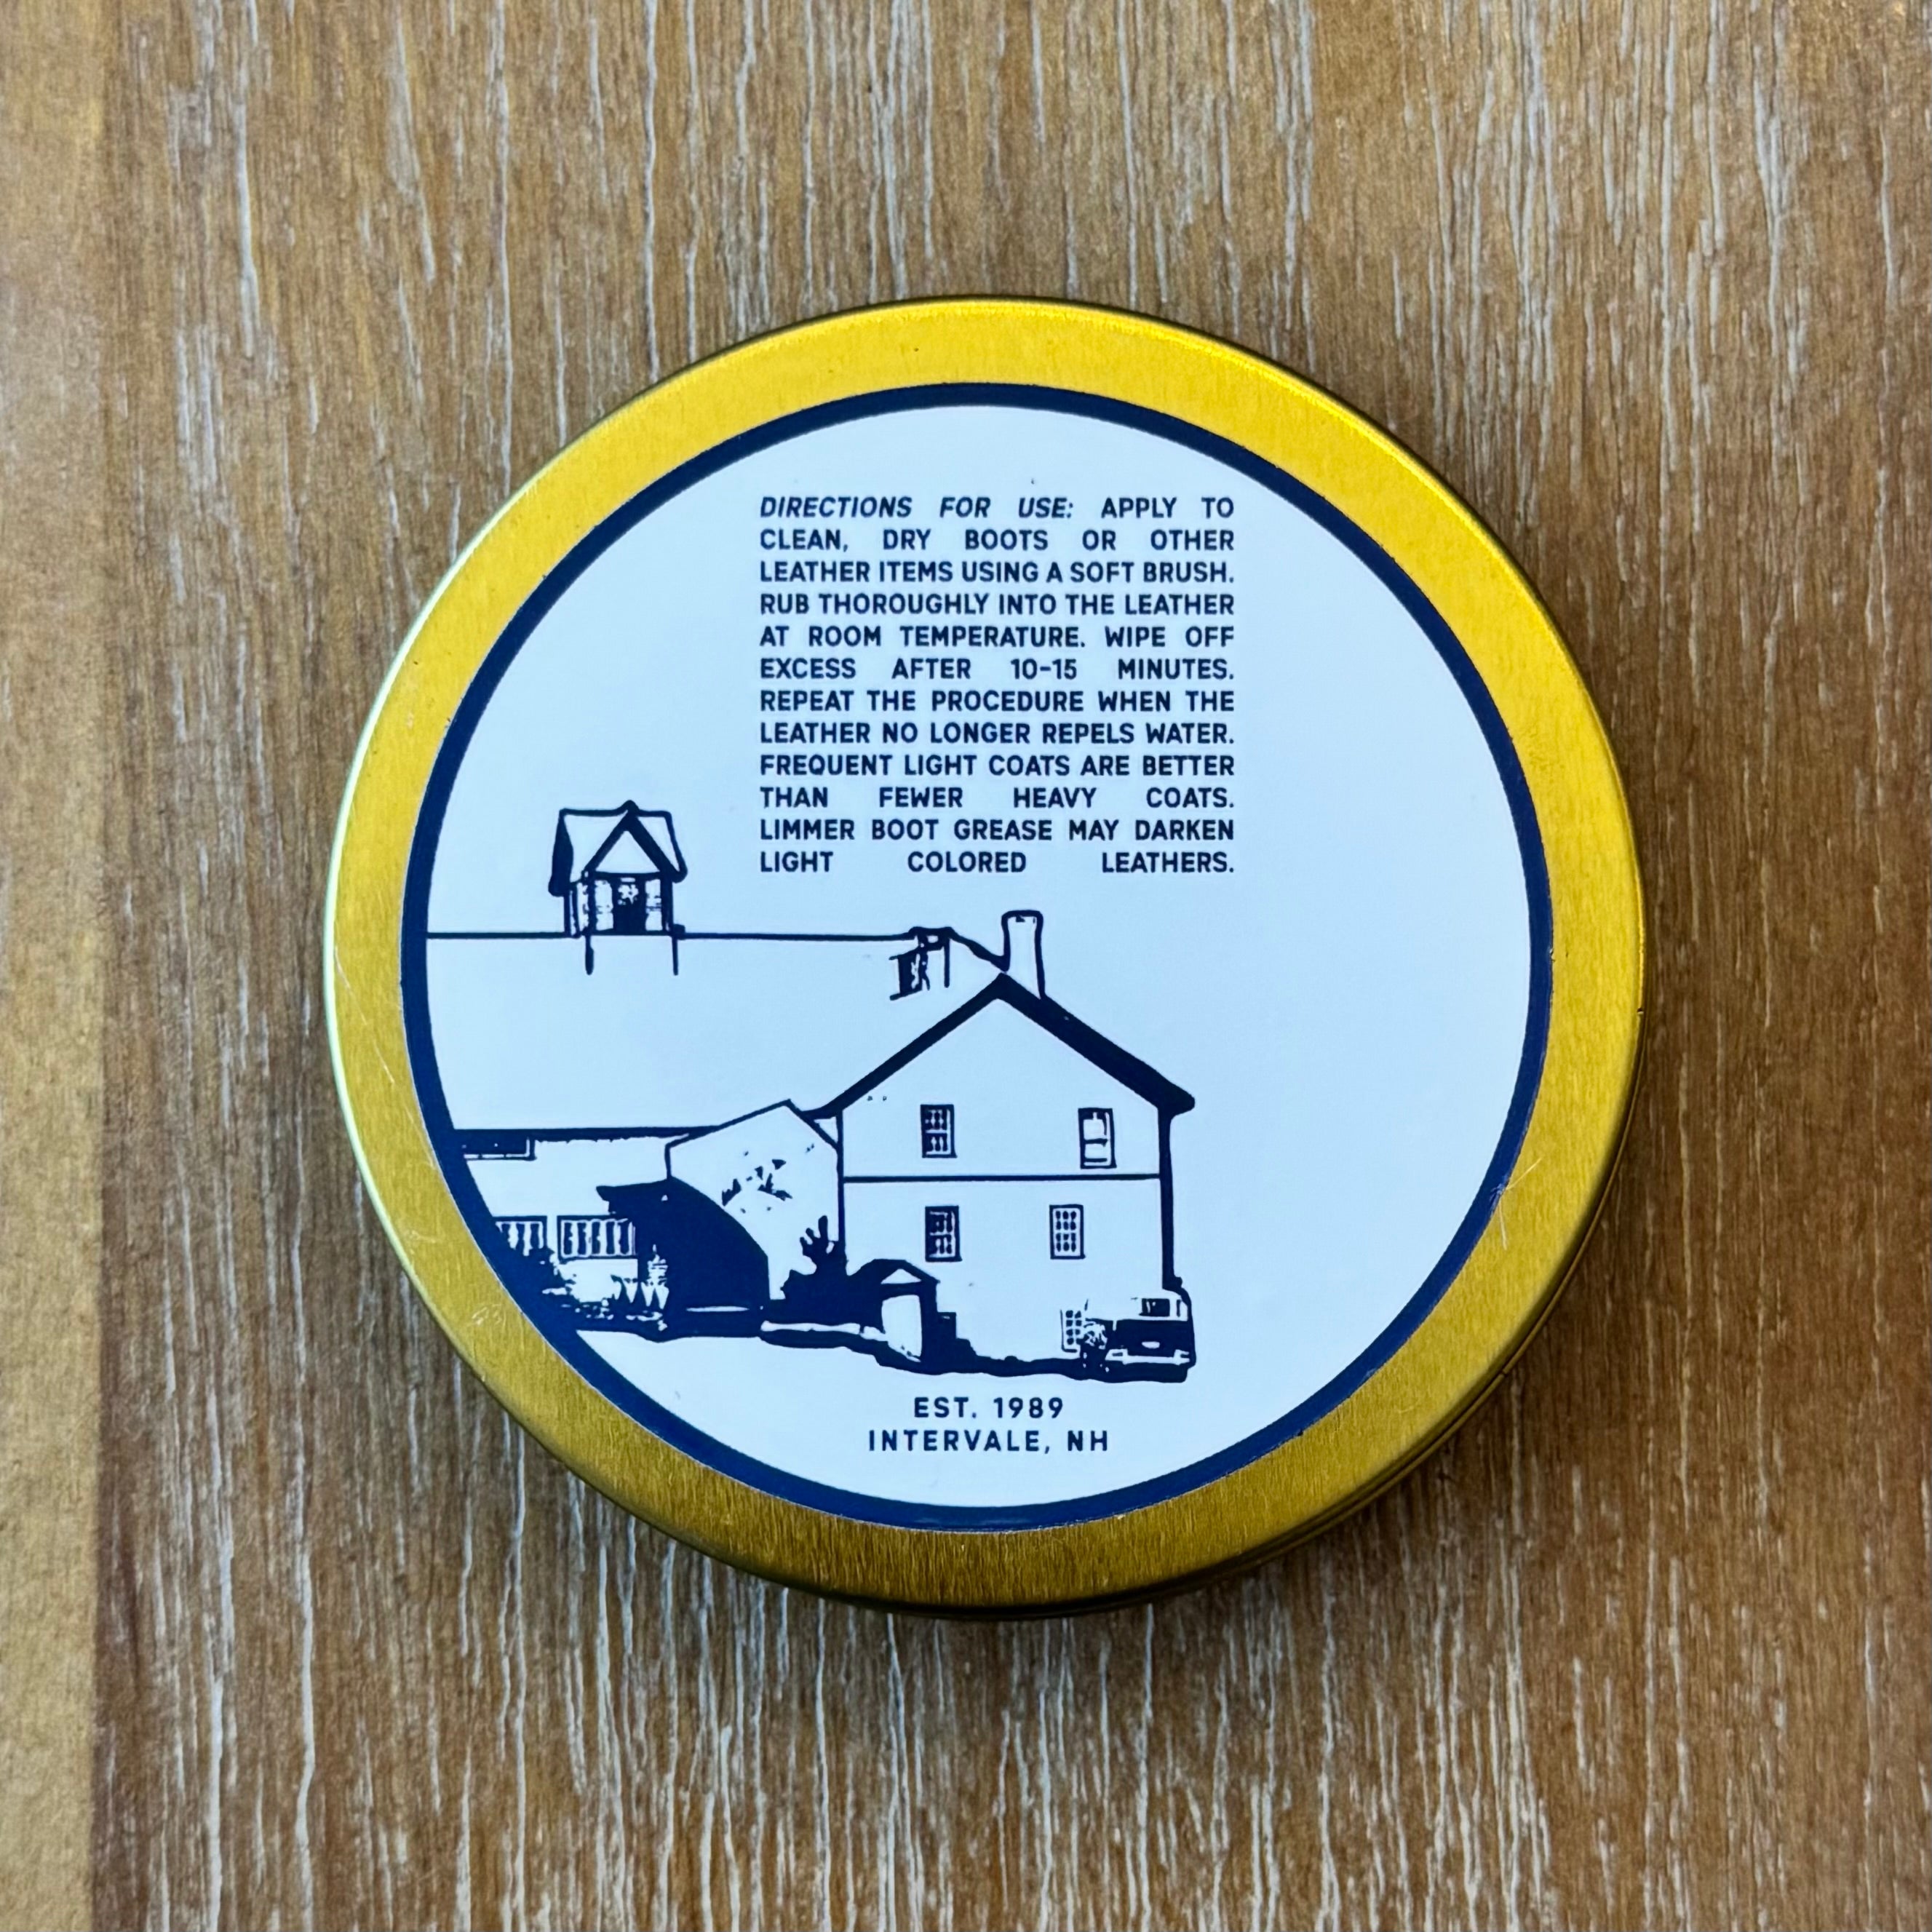 DIRECTIONS FOR USE: APPLY TO
CLEAN, DRY BOOTS OR OTHER
LEATHER ITEMS USING A SOFT BRUSH.
RUB THOROUGHLY INTO THE LEATHER
AT ROOM TEMPERATURE. WIPE OFF
EXCESS AFTER 10-15 MINUTES.
REPEAT THE PROCEDURE WHEN THE
LEATHER NO LONGER REPELS WATER.
FREQUENT LIGHT COATS ARE BETTER
THAN FEWER HEAVY COATS.
LIMMER BOOT GREASE MAY DARKEN
LIGHT COLORED LEATHERS.
EST. 1989
INTERVALE, NH